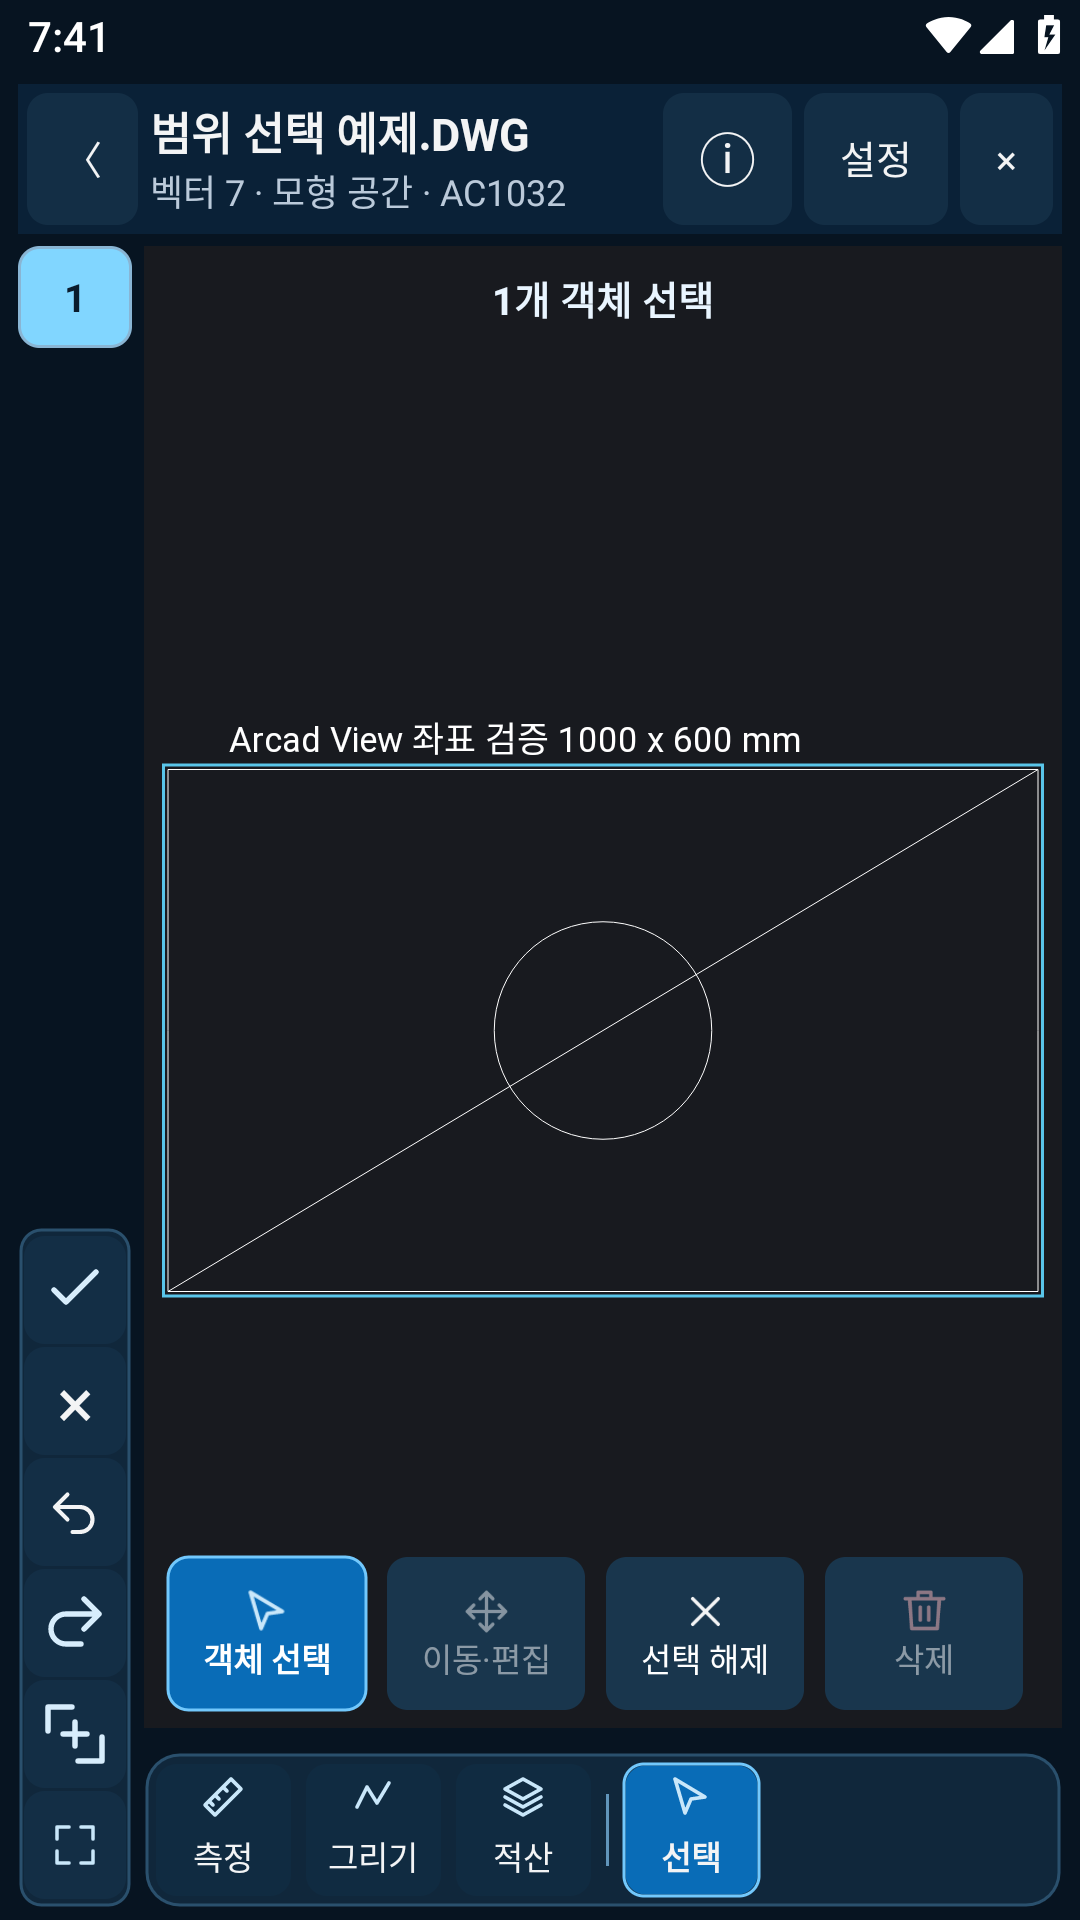 7:41
범위 선택 예제.DWG
벡터 7 · 모형 공간 · AC1032
설정
1
1개 객체 선택
Arcad View 좌표 검증 1000 x 600 mm
객체 선택
이동·편집
선택 해제
삭제
측정
그리기
적산
선택